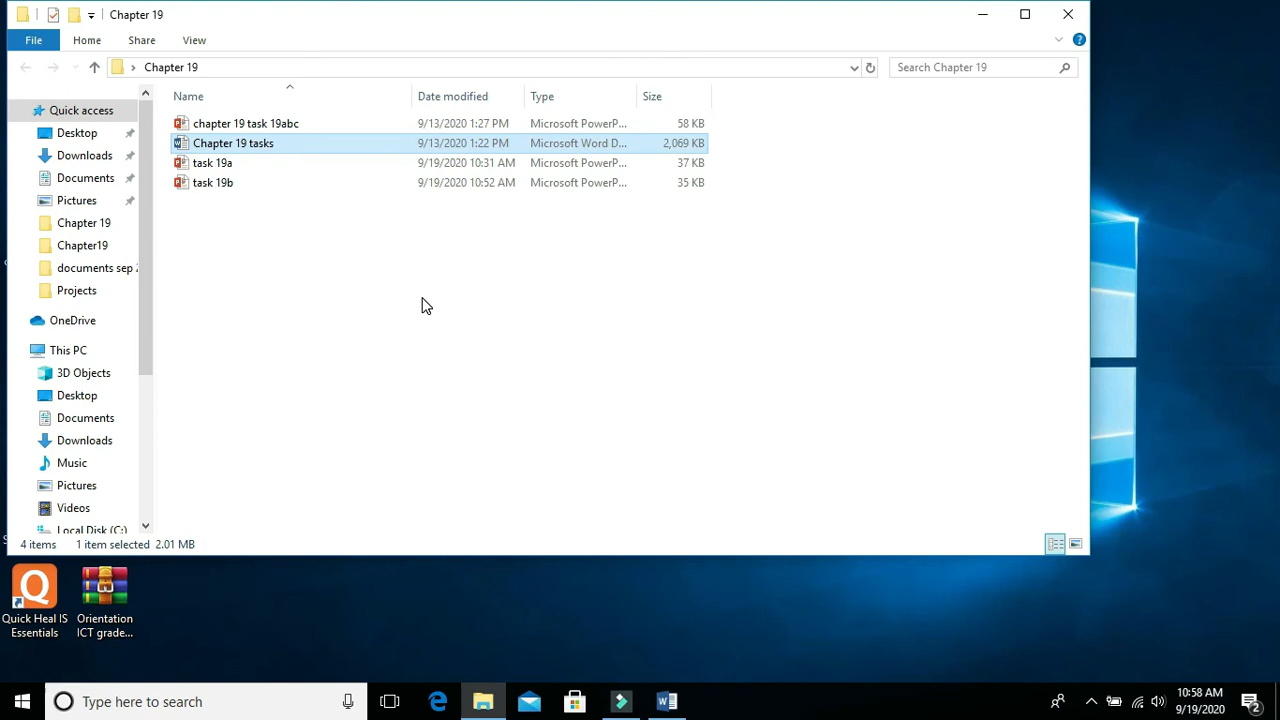 Chapter 19
File Home Share View
Chapter 19
Search Chapter 19
Name Date modified Type Size
chapter 19 task 19abc 9/13/2020 1:27 PM Microsoft PowerP... 58 KB
Chapter 19 tasks 9/13/2020 1:22 PM Microsoft Word D... 2,069 KB
task 19a 9/19/2020 10:31 AM Microsoft PowerP... 37 KB
task 19b 9/19/2020 10:52 AM Microsoft PowerP... 35 KB
Quick access
Desktop
Downloads
Documents
Pictures
Chapter 19
Chapter19
documents sep
Projects
OneDrive
This PC
3D Objects
Desktop
Documents
Downloads
Music
Pictures
Videos
Local Disk (C:)
4 items 1 item selected 2.01 MB
Quick Heal IS
Essentials
Orientation
ICT grade...
Type here to search
10:58 AM
9/19/2020
2